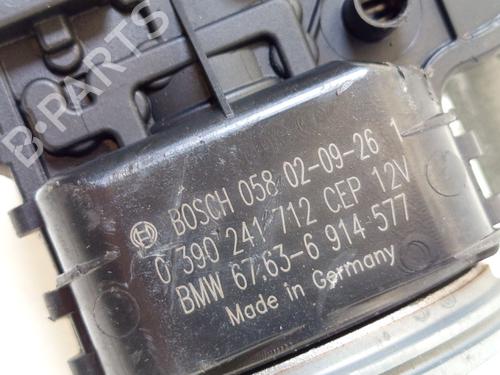 B-PARTS
BOSCH 058 02-09-26 1
0 390 241 712 CEP 12V
BMW 67.63-6 914 577
Made in Germany